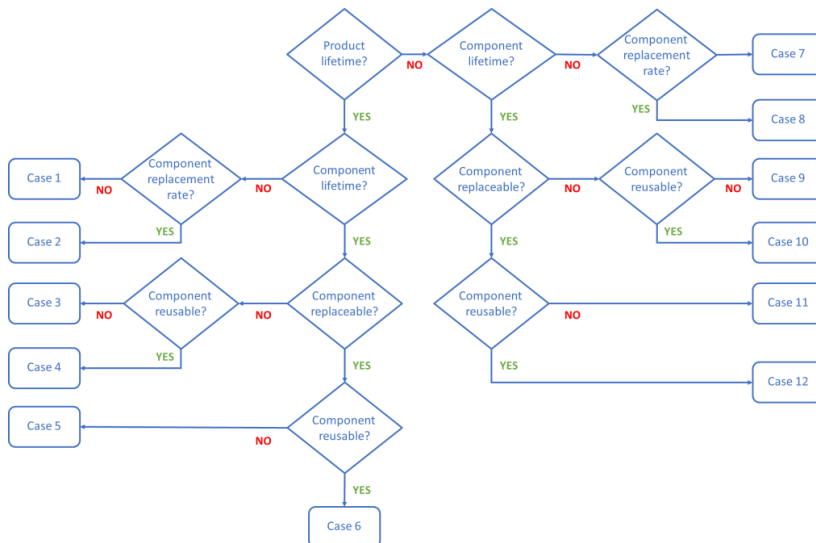 Product
lifetime?
NO
Component
lifetime?
NO
Component
replacement
rate?
Case 7
YES
YES
YES
Case 8
Case 1
NO
Component
replacement
rate?
NO
Component
lifetime?
Component
replaceable?
NO
Component
reusable?
NO
Case 9
YES
Case 2
YES
YES
YES
Case 10
Case 3
NO
Component
reusable?
NO
Component
replaceable?
Component
reusable?
NO
Case 11
YES
Case 4
YES
YES
Case 12
Case 5
NO
Component
reusable?
YES
Case 6